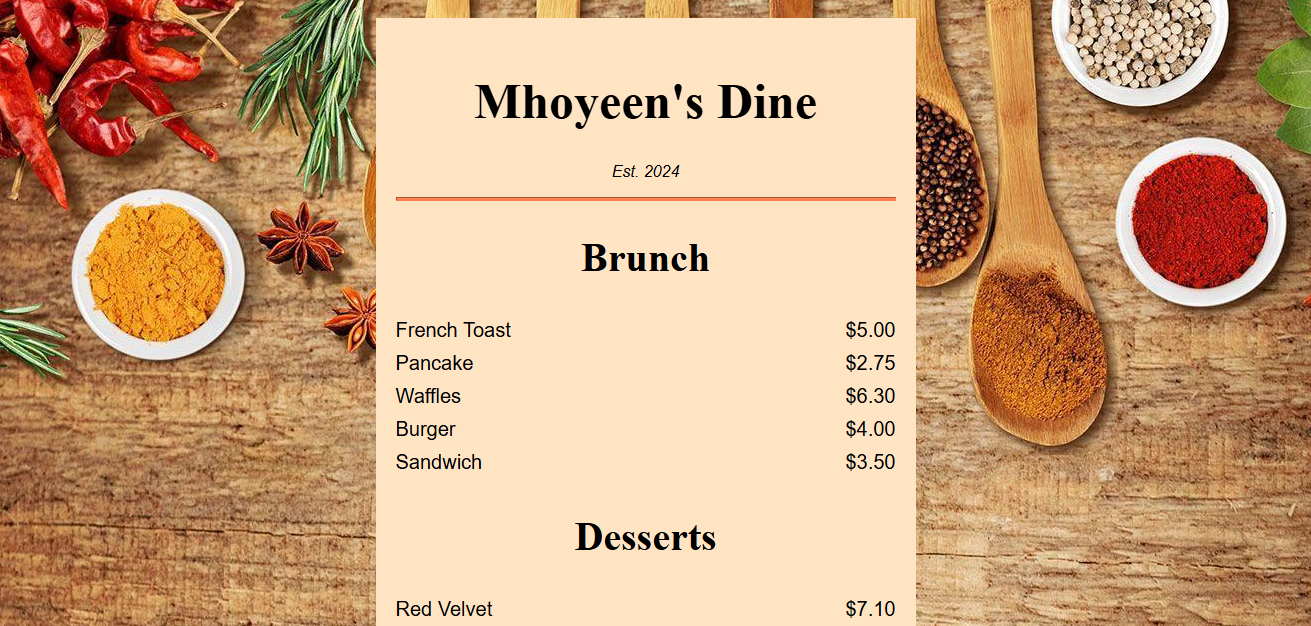 Mhoyeen's Dine
Est. 2024
Brunch
French Toast $5.00
Pancake $2.75
Waffles $6.30
Burger $4.00
Sandwich $3.50
Desserts
Red Velvet $7.10